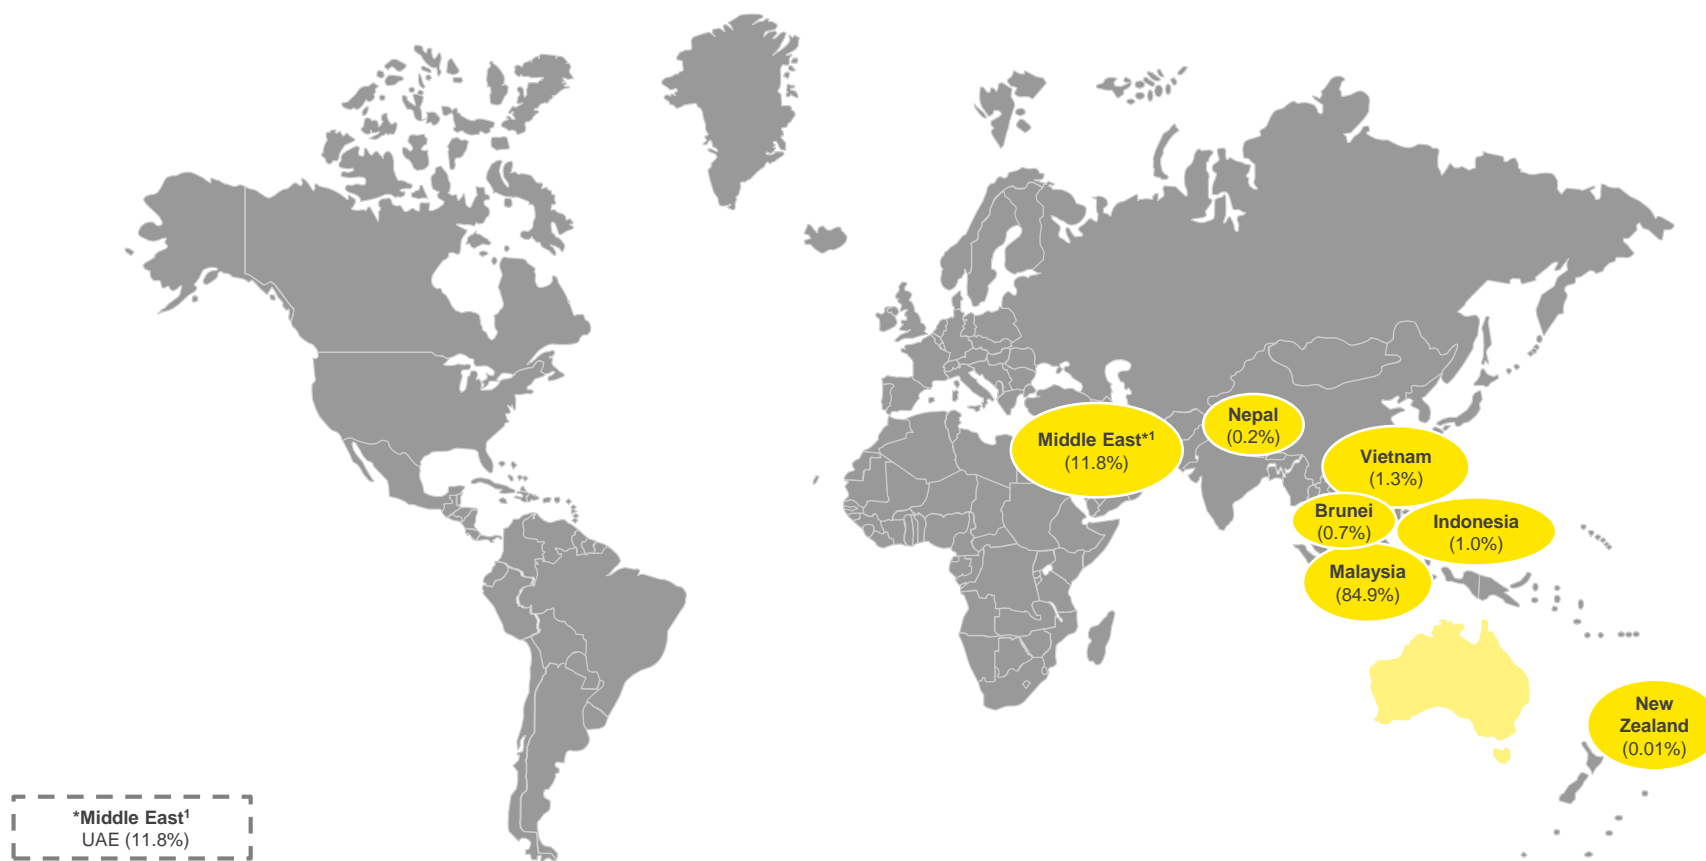 Nepal
(0.2%)
Middle East*¹
(11.8%)
Vietnam
(1.3%)
Brunei
(0.7%)
Indonesia
(1.0%)
Malaysia
(84.9%)
New
Zealand
(0.01%)
*Middle East¹
UAE (11.8%)